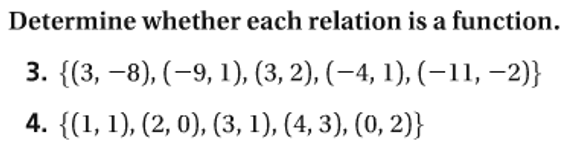 Determine whether each relation is a function.
3. {(3, −8), (−9, 1), (3, 2), (−4, 1), (−11, −2)}
4. {(1, 1), (2, 0), (3, 1), (4, 3), (0, 2)}